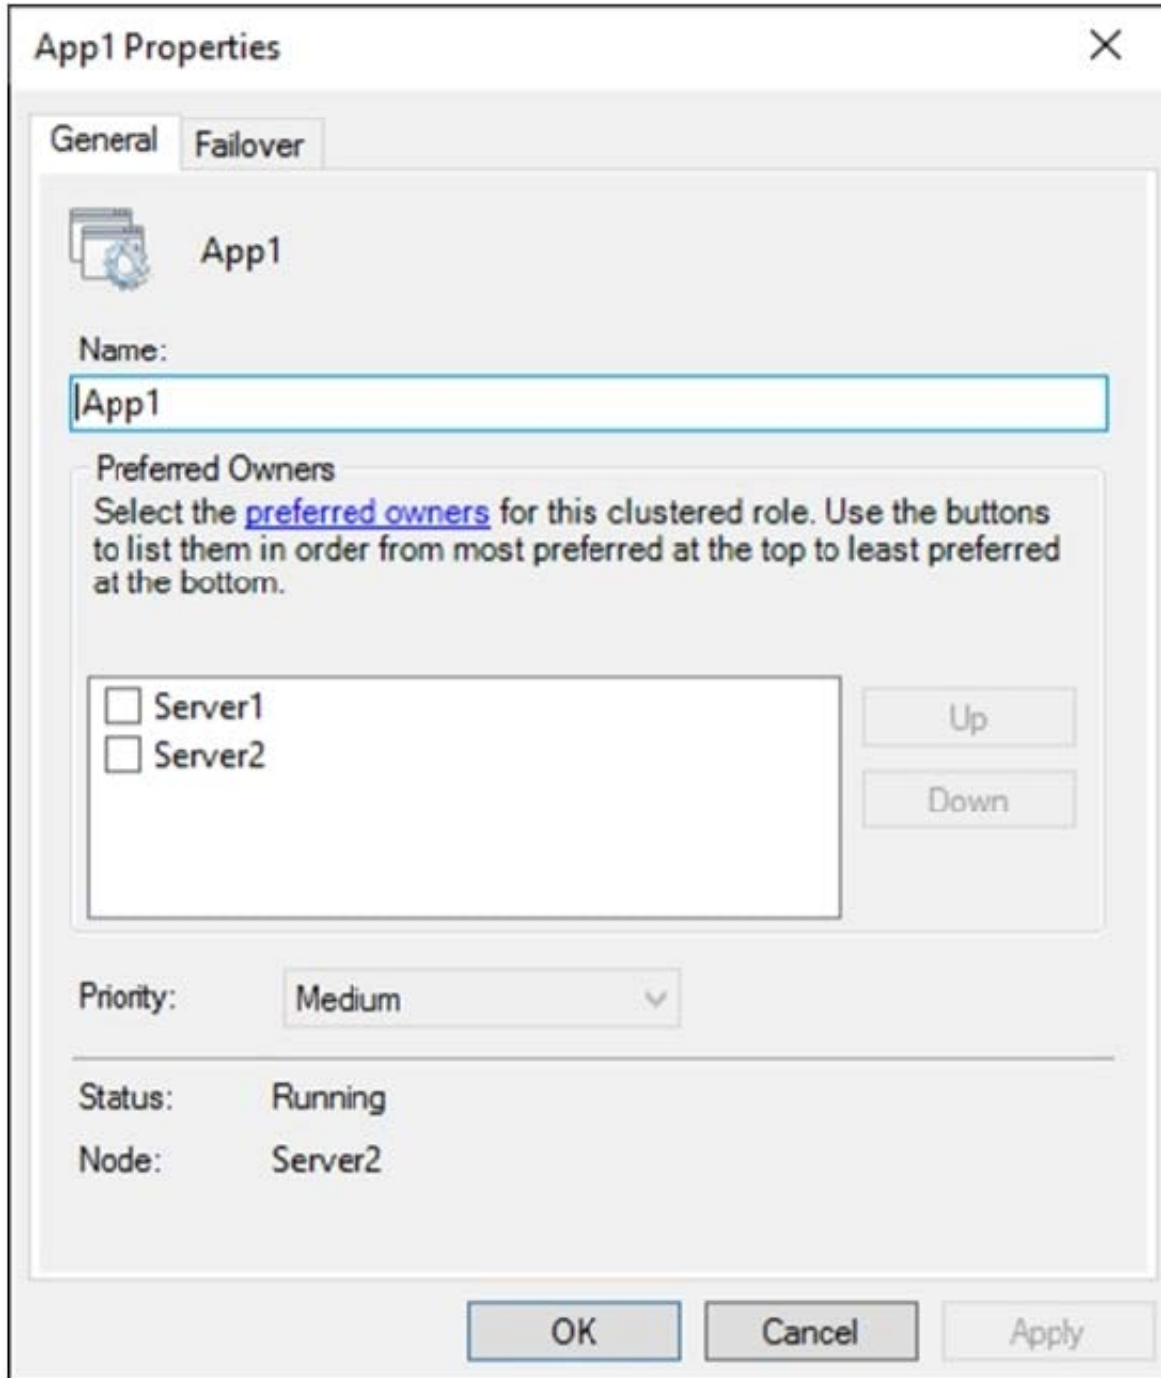 App1 Properties
General
Failover
App1
Name:
App1
Preferred Owners
Select the preferred owners for this clustered role. Use the buttons
to list them in order from most preferred at the top to least preferred
at the bottom.
Server1
Server2
Up
Down
Priority:
Medium
Status:
Running
Node:
Server2
OK
Cancel
Apply